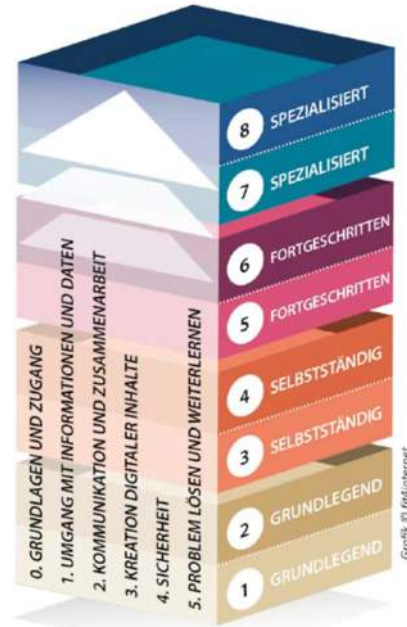 8 SPEZIALISIERT
7 SPEZIALISIERT
6 FORTGESCHRITTEN
5 FORTGESCHRITTEN
4 SELBSTSTÄNDIG
3 SELBSTSTÄNDIG
2 GRUNDLEGEND
1 GRUNDLEGEND
0. GRUNDLAGEN UND ZUGANG
1. UMGANG MIT INFORMATIONEN UND DATEN
2. KOMMUNIKATION UND ZUSAMMENARBEIT
3. KREATION DIGITALER INHALTE
4. SICHERHEIT
5. PROBLEM LÖSEN UND WEITERLERNEN
Grafik © fit4internet